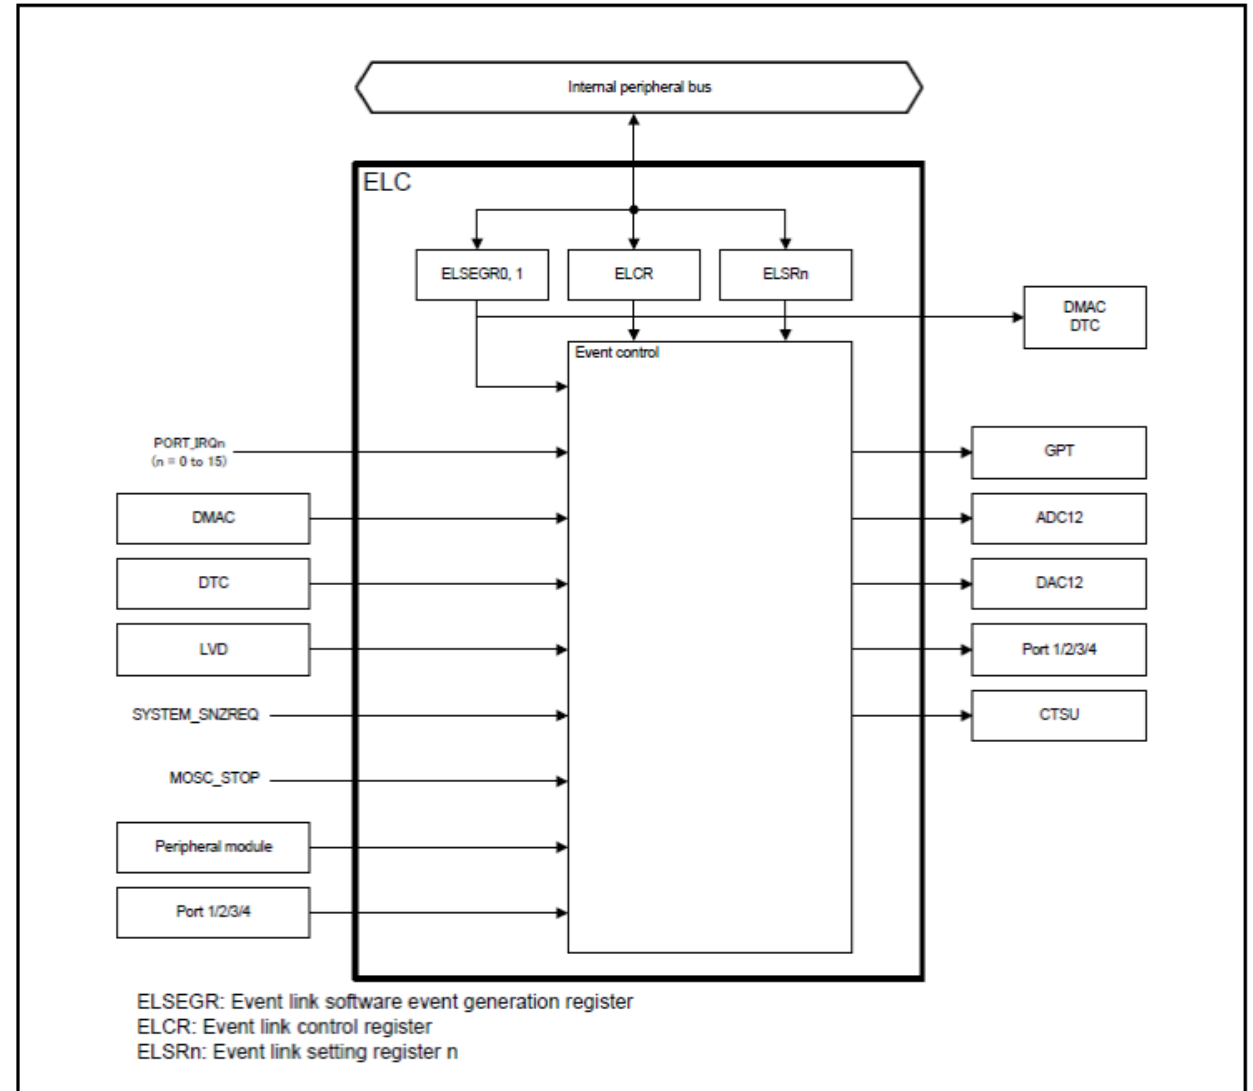 Internal peripheral bus
ELC
ELSEGR0, 1
ELCR
ELSRn
DMAC
DTC
Event control
PORT_IRQn
(n = 0 to 15)
GPT
DMAC
ADC12
DTC
DAC12
LVD
Port 1/2/3/4
SYSTEM_SNZREQ
CTSU
MOSC_STOP
Peripheral module
Port 1/2/3/4
ELSEGR: Event link software event generation register
ELCR: Event link control register
ELSRn: Event link setting register n